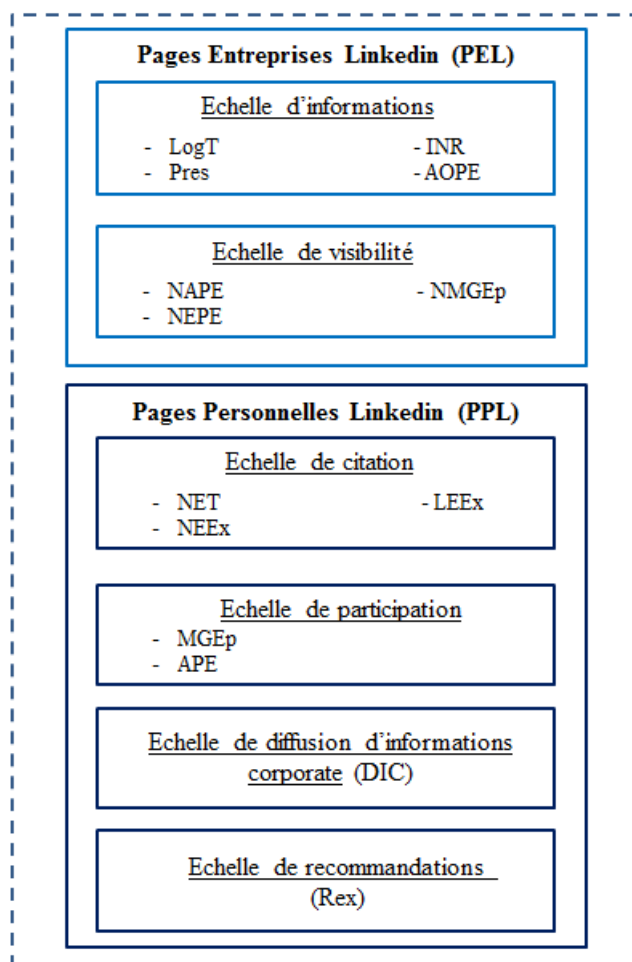 Pages Entreprises Linkedin (PEL)
Echelle d’informations
- LogT - INR
- Pres - AOPE
Echelle de visibilité
- NAPE - NMGEp
- NEPE
Pages Personnelles Linkedin (PPL)
Echelle de citation
- NET - LEEx
- NEEx
Echelle de participation
- MGEp
- APE
Echelle de diffusion d’informations
corporate (DIC)
Echelle de recommandations
(Rex)